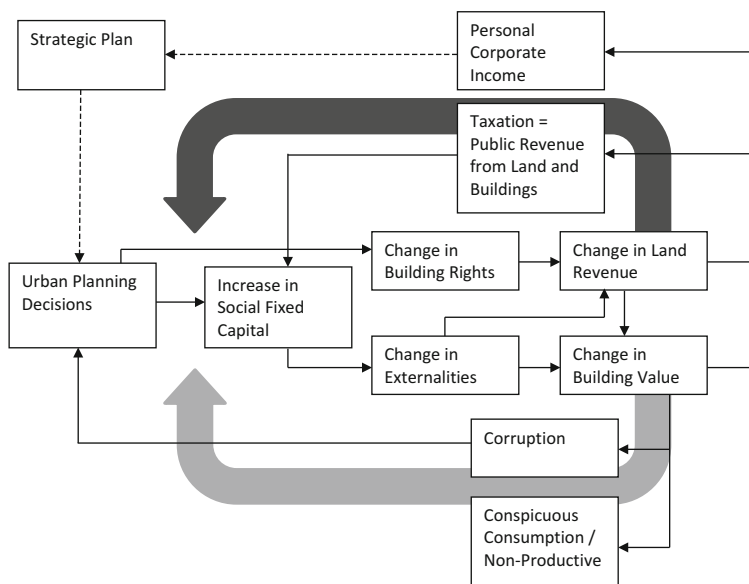 Strategic Plan
Personal
Corporate
Income
Taxation =
Public Revenue
from Land and
Buildings
Urban Planning
Decisions
Increase in
Social Fixed
Capital
Change in
Building Rights
Change in Land
Revenue
Change in
Externalities
Change in
Building Value
Corruption
Conspicuous
Consumption /
Non-Productive